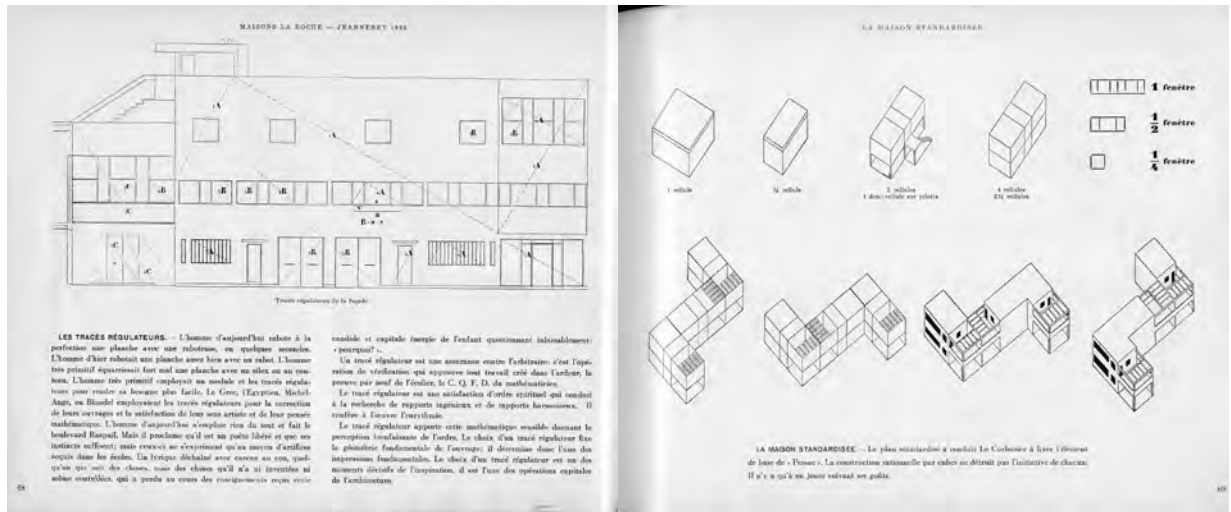 MAISONS LA ROCHE — JEANNERET 1923
Tracés régulateurs de la façade
LES TRACÉS RÉGULATEURS. — L'homme d'aujourd'hui rabote à la
perfection une planche avec une raboteuse, en quelques secondes.
L'homme d'hier rabotait une planche assez bien avec un rabot. L'homme
très primitif équarrissait fort mal une planche avec un silex ou un cou-
teau. L'homme très primitif employait un module et les tracés régula-
teurs pour rendre sa besogne plus facile. Le Grec, l'Egyptien, Michel-
Ange, ou Blondel employaient les tracés régulateurs pour la correction
de leurs ouvrages et la satisfaction de leur sens artiste et de leur pensée
mathématique. L'homme d'aujourd'hui n'emploie rien du tout et fait le
boulevard Raspail. Mais il proclame qu'il est un poète libéré et que ses
instincts suffisent; mais ceux-ci ne s'expriment qu'au moyen d'artifices
acquis dans les écoles. Un lyrique déchaîné avec carcan au cou, quel-
qu'un qui sait des choses, mais des choses qu'il n'a ni inventées ni
même contrôlées, qui a perdu au cours des enseignements reçus cette
68
candide et capitale énergie de l'enfant questionnant inlassablement:
« pourquoi? ».
Un tracé régulateur est une assurance contre l'arbitraire: c'est l'opé-
ration de vérification qui approuve tout travail créé dans l'ardeur, la
preuve par neuf de l'écolier, le C. Q. F. D. du mathématicien.
Le tracé régulateur est une satisfaction d'ordre spirituel qui conduit
à la recherche de rapports ingénieux et de rapports harmonieux. Il
confère à l'œuvre l'eurythmie.
Le tracé régulateur apporte cette mathématique sensible donnant la
perception bienfaisante de l'ordre. Le choix d'un tracé régulateur fixe
la géométrie fondamentale de l'ouvrage; il détermine donc l'une des
impressions fondamentales. Le choix d'un tracé régulateur est un des
moments décisifs de l'inspiration, il est l'une des opérations capitales
de l'architecture.
LA MAISON STANDARDISÉE
1 fenêtre
1/2 fenêtre
1/4 fenêtre
1 cellule
½ cellule
2 cellules
1 demi-cellule sur pilotis
4 cellules
2½ cellules
LA MAISON STANDARDISÉE. — Le plan standardisé a conduit Le Corbusier à fixer l'élément
de base de « Pessac ». La construction rationnelle par cubes ne détruit pas l'initiative de chacun.
Il n'y a qu'à en jouer suivant ses goûts.
69